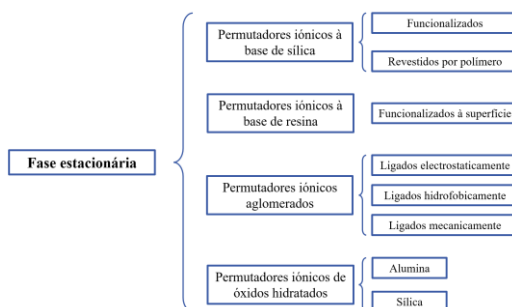 Fase estacionária
Permutadores iónicos à
base de sílica
Funcionalizados
Revestidos por polímero
Permutadores iónicos à
base de resina
Funcionalizados à superfície
Permutadores iónicos
aglomerados
Ligados electrostaticamente
Ligados hidrofobicamente
Ligados mecanicamente
Permutadores iónicos de
óxidos hidratados
Alumina
Sílica